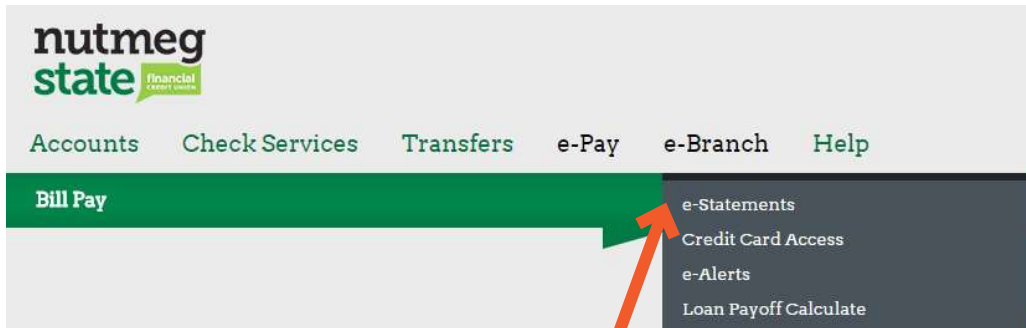 nutmeg
state financial
CREDIT UNION
Accounts Check Services Transfers e-Pay e-Branch Help
Bill Pay
e-Statements
Credit Card Access
e-Alerts
Loan Payoff Calculate